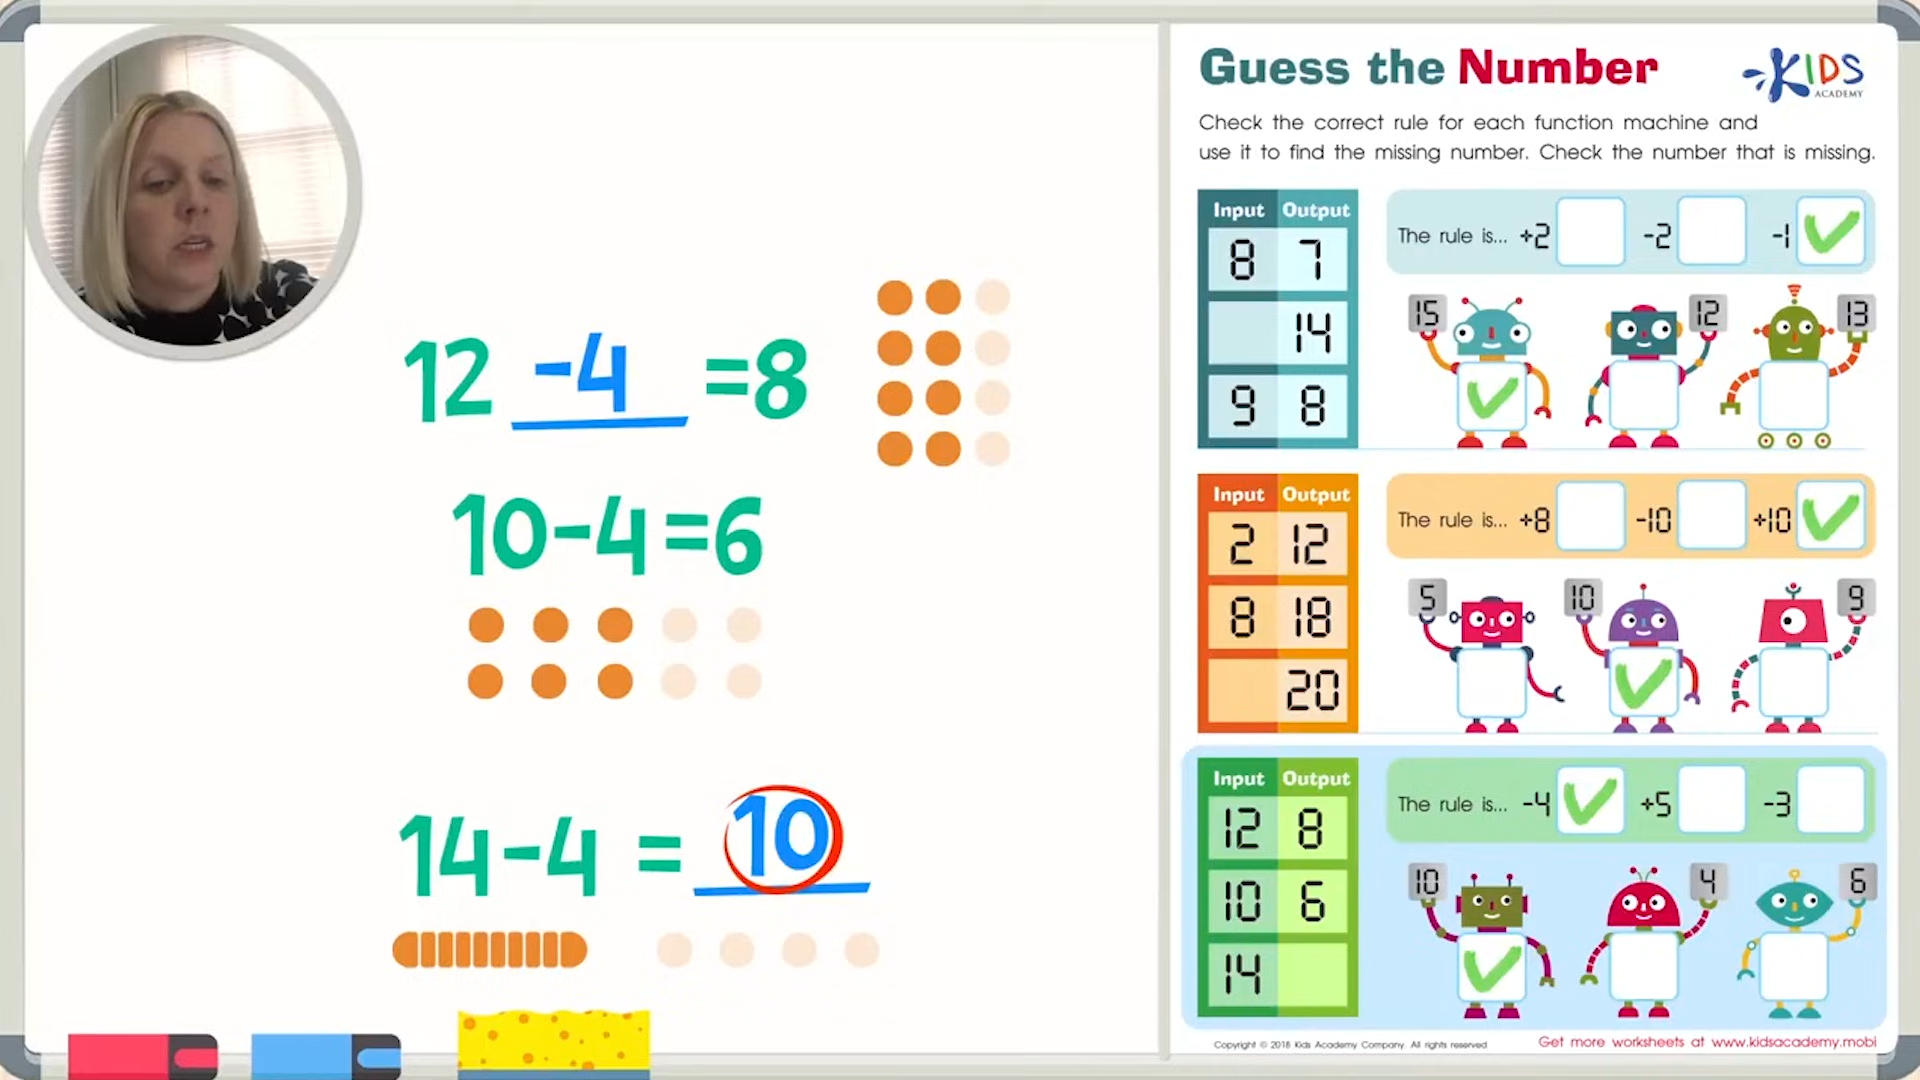 12 -4 =8
10-4=6
14-4 = 10
Guess the Number
KIDS
ACADEMY
Check the correct rule for each function machine and
use it to find the missing number. Check the number that is missing.
Input Output
8 7
14
9 8
The rule is... +2 -2 -1
15 12 13
Input Output
2 12
8 18
20
The rule is... +8 -10 +10
5 10 9
Input Output
12 8
10 6
14
The rule is... -4 +5 -3
10 4 6
Copyright © 2018 Kids Academy Company. All rights reserved
Get more worksheets at www.kidsacademy.mobi